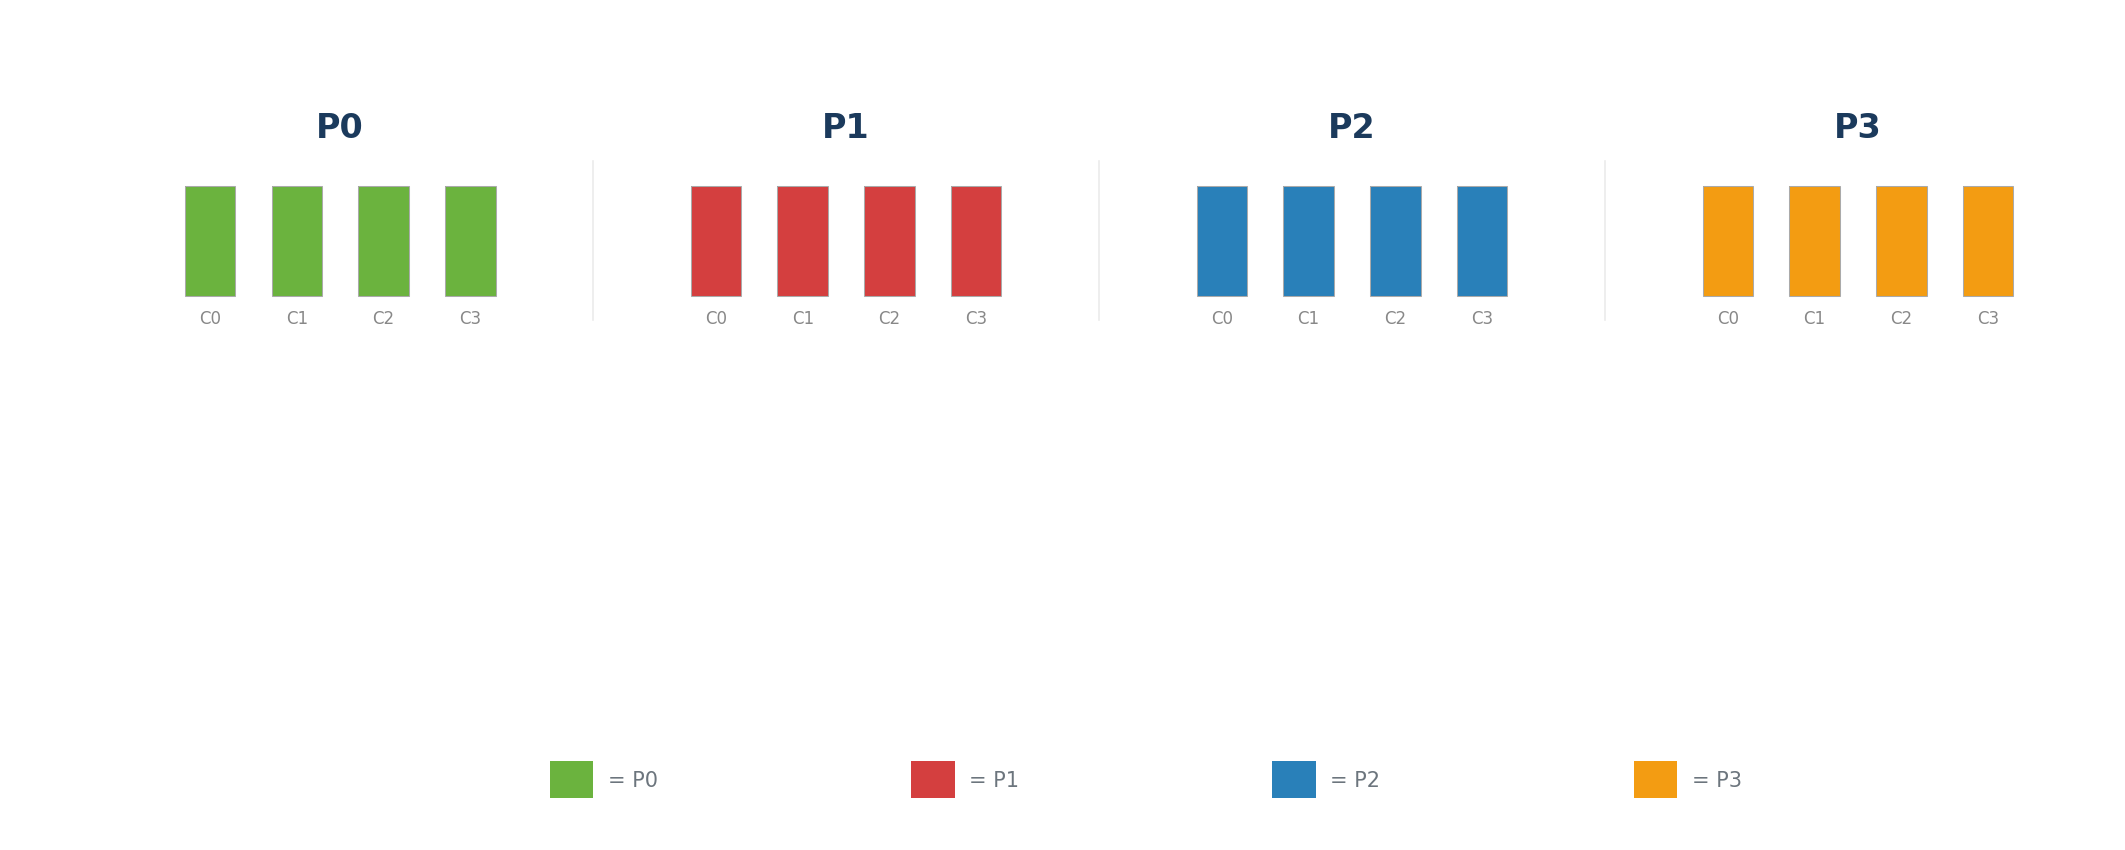 P0 P1 P2 P3
C0 C1 C2 C3 C0 C1 C2 C3 C0 C1 C2 C3 C0 C1 C2 C3
= P0 = P1 = P2 = P3